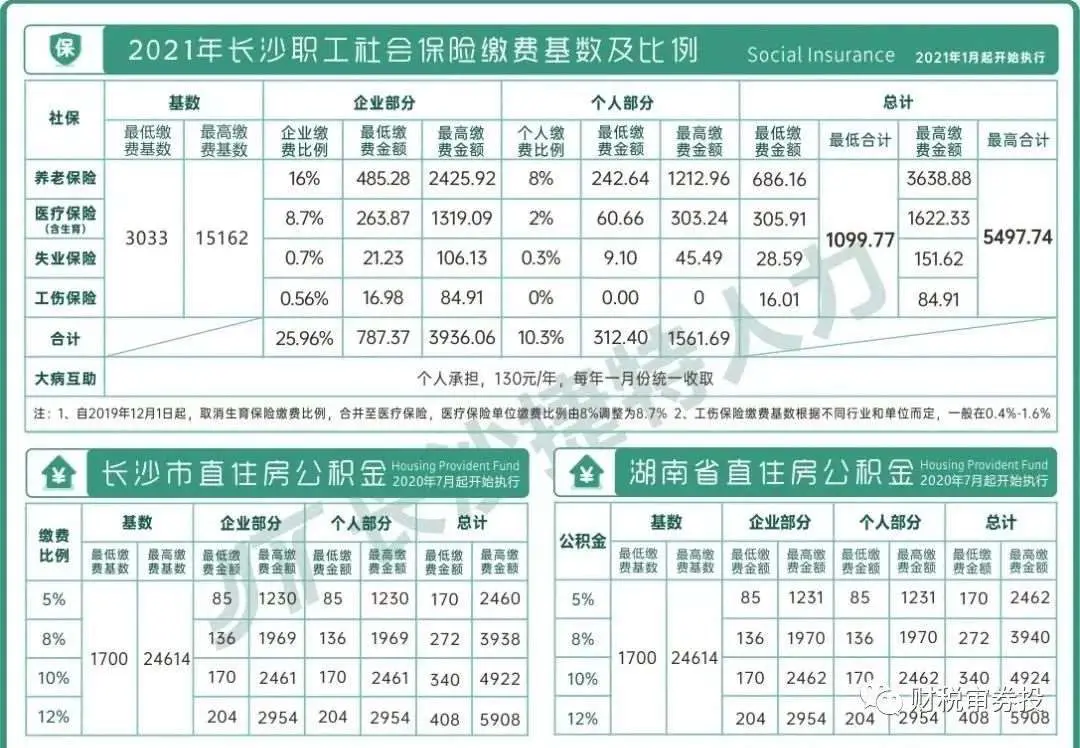 保 2021年长沙职工社会保险缴费基数及比例 Social Insurance 2021年1月起开始执行
社保 基数 企业部分 个人部分 总计
最低缴费基数 最高缴费基数 企业缴费比例 最低缴费金额 最高缴费金额 个人缴费比例 最低缴费金额 最高缴费金额 最低缴费金额 最低合计 最高缴费金额 最高合计
养老保险 3033 15162 16% 485.28 2425.92 8% 242.64 1212.96 686.16 1099.77 3638.88 5497.74
医疗保险(含生育) 8.7% 263.87 1319.09 2% 60.66 303.24 305.91 1622.33
失业保险 0.7% 21.23 106.13 0.3% 9.10 45.49 28.59 151.62
工伤保险 0.56% 16.98 84.91 0% 0.00 0 16.01 84.91
合计 25.96% 787.37 3936.06 10.3% 312.40 1561.69
大病互助 个人承担，130元/年，每年一月份统一收取
注：1、自2019年12月1日起，取消生育保险缴费比例，合并至医疗保险，医疗保险单位缴费比例由8%调整为8.7% 2、工伤保险缴费基数根据不同行业和单位而定，一般在0.4%-1.6%
长沙捷特人力
¥ 长沙市直住房公积金 Housing Provident Fund 2020年7月起开始执行
缴费比例 基数 企业部分 个人部分 总计
最低缴费基数 最高缴费基数 最低缴费金额 最高缴费金额 最低缴费金额 最高缴费金额 最低缴费金额 最高缴费金额
5% 1700 24614 85 1230 85 1230 170 2460
8% 136 1969 136 1969 272 3938
10% 170 2461 170 2461 340 4922
12% 204 2954 204 2954 408 5908
¥ 湖南省直住房公积金 Housing Provident Fund 2020年7月起开始执行
公积金 基数 企业部分 个人部分 总计
最低缴费基数 最高缴费基数 最低缴费金额 最高缴费金额 最低缴费金额 最高缴费金额 最低缴费金额 最高缴费金额
5% 1700 24614 85 1231 85 1231 170 2462
8% 136 1970 136 1970 272 3940
10% 170 2462 170 2462 340 4924
12% 204 2954 204 2954 408 5908
财税审券投